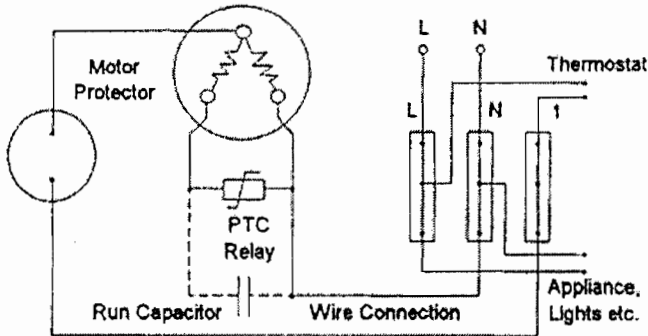 L N
Motor
Protector
Thermostat
L N 1
PTC
Relay
Run Capacitor
Wire Connection
Appliance,
Lights etc.